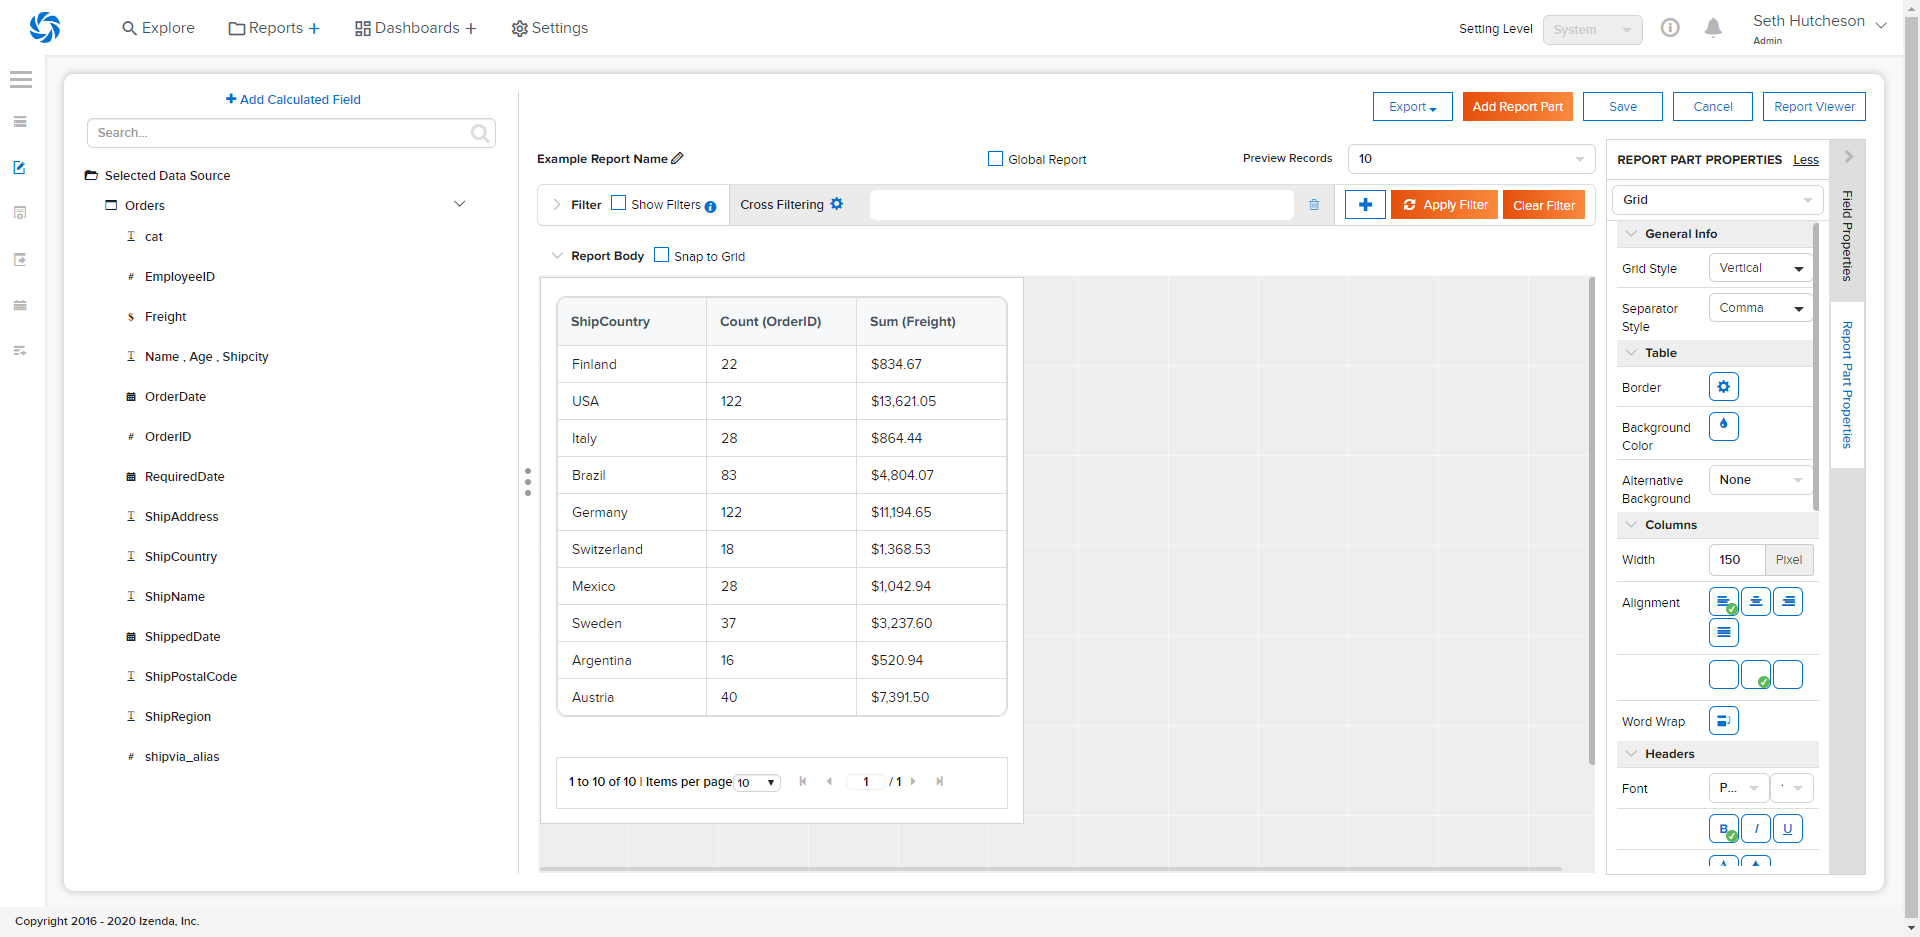 Explore
Reports +
Dashboards +
Settings
Setting Level
System
Seth Hutcheson
Admin
+ Add Calculated Field
Search...
Selected Data Source
Orders
cat
# EmployeeID
$ Freight
Name , Age , Shipcity
OrderDate
# OrderID
RequiredDate
ShipAddress
ShipCountry
ShipName
ShippedDate
ShipPostalCode
ShipRegion
# shipvia_alias
Export
Add Report Part
Save
Cancel
Report Viewer
Example Report Name
Global Report
Preview Records
10
Filter
Show Filters
Cross Filtering
Apply Filter
Clear Filter
Report Body
Snap to Grid
ShipCountry Count (OrderID) Sum (Freight)
Finland 22 $834.67
USA 122 $13,621.05
Italy 28 $864.44
Brazil 83 $4,804.07
Germany 122 $11,194.65
Switzerland 18 $1,368.53
Mexico 28 $1,042.94
Sweden 37 $3,237.60
Argentina 16 $520.94
Austria 40 $7,391.50
1 to 10 of 10 | Items per page 10 1 / 1
REPORT PART PROPERTIES Less
Grid
General Info
Grid Style Vertical
Separator Style Comma
Table
Border
Background Color
Alternative Background None
Columns
Width 150 Pixel
Alignment
Word Wrap
Headers
Font P...
B I U
Field Properties
Report Part Properties
Copyright 2016 - 2020 Izenda, Inc.